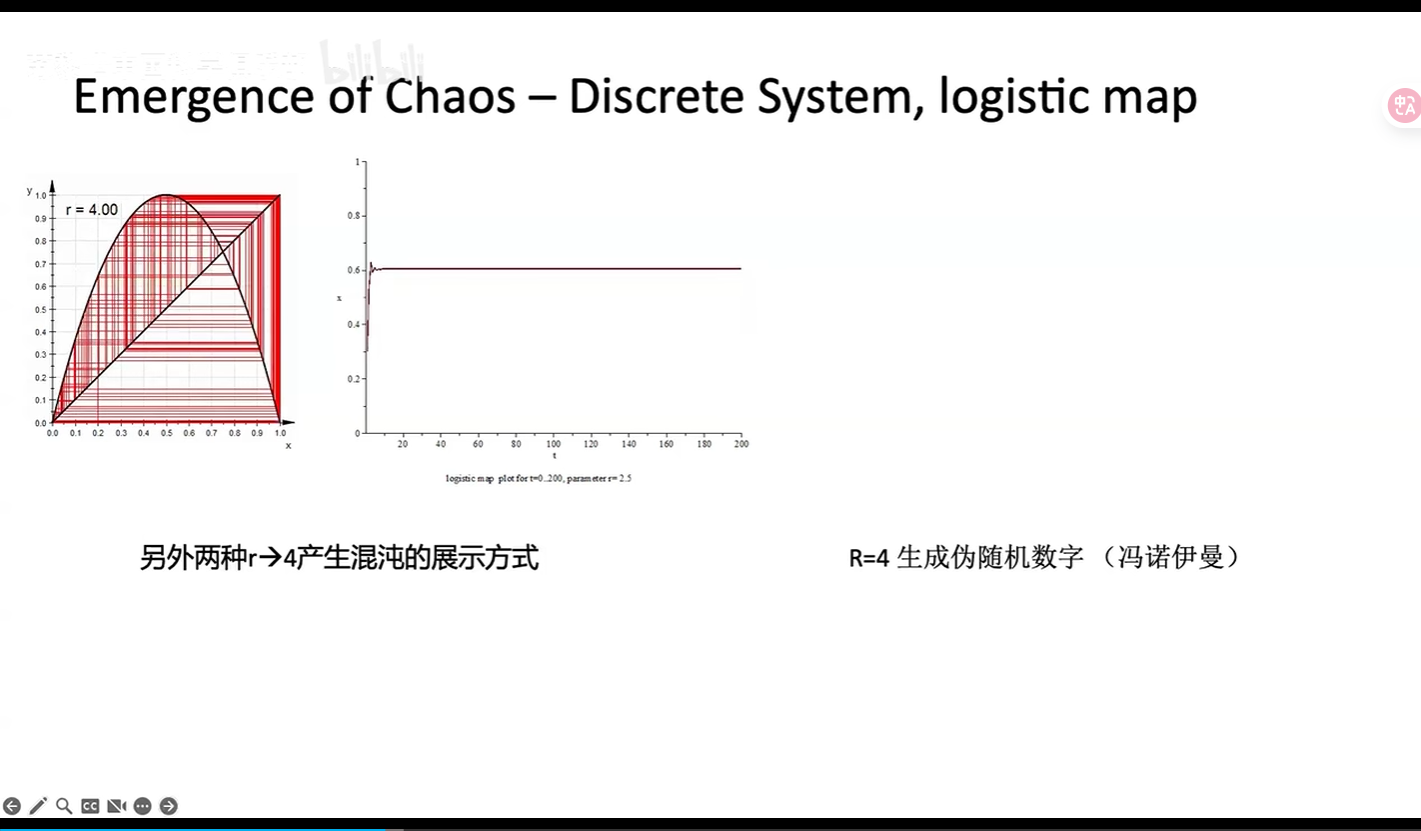 bilibili
Emergence of Chaos – Discrete System, logistic map
y
r = 4.00
1.0
0.9
0.8
0.7
0.6
0.5
0.4
0.3
0.2
0.1
0.0
0.0 0.1 0.2 0.3 0.4 0.5 0.6 0.7 0.8 0.9 1.0
x
1
0.8
0.6
x
0.4
0.2
0
20 40 60 80 100 120 140 160 180 200
t
logistic map plot for t=0..200, parameter r= 2.5
另外两种r→4产生混沌的展示方式
R=4 生成伪随机数字 （冯诺伊曼）
中
A
CC